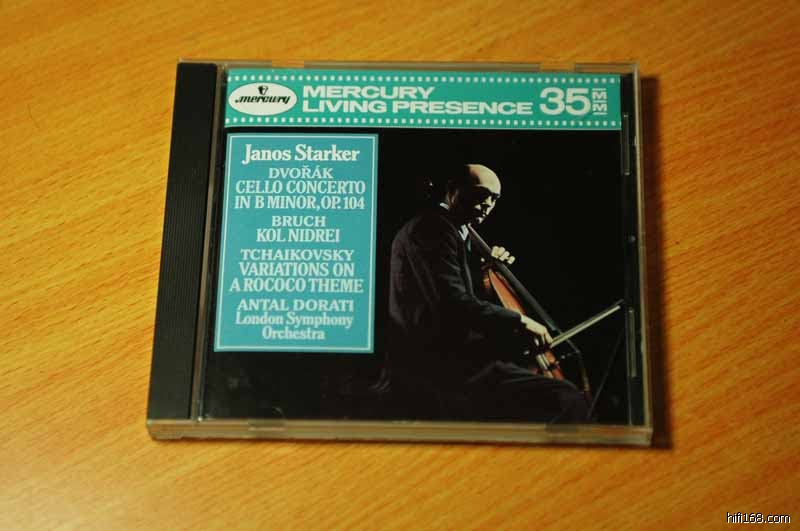 mercury
MERCURY
LIVING PRESENCE
35 MM
Janos Starker
DVOŘÁK
CELLO CONCERTO
IN B MINOR, OP. 104
BRUCH
KOL NIDREI
TCHAIKOVSKY
VARIATIONS ON
A ROCOCO THEME
ANTAL DORATI
London Symphony
Orchestra
hifi168.com